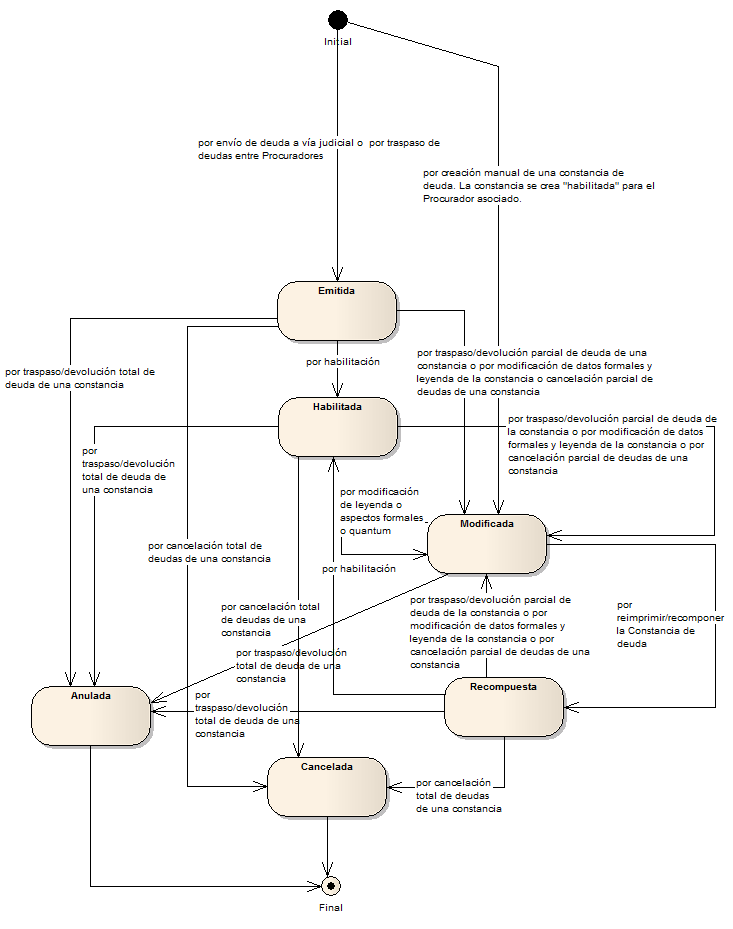 Initial
por envío de deuda a vía judicial o  por traspaso de
deudas entre Procuradores
por creación manual de una constancia de
deuda. La constancia se crea "habilitada" para el
Procurador asociado.
Emitida
por traspaso/devolución total de
deuda de una constancia
por habilitación
por traspaso/devolución parcial de deuda de una
constancia o por modificación de datos formales y
leyenda de la constancia o cancelación parcial de
deudas de una constancia
Habilitada
por traspaso/devolución parcial de deuda de
la constancia o por modificación de datos
formales y leyenda de la constancia o por
cancelación parcial de deudas de una
constancia
por
traspaso/devolución
total de deuda de
una constancia
por modificación
de leyenda o
aspectos formales
o quantum
Modificada
por cancelación total de
deudas de una constancia
por habilitación
por cancelación total
de deudas de una
constancia
por traspaso/devolución parcial de
deuda de la constancia o por
modificación de datos formales y
leyenda de la constancia o por
cancelación parcial de deudas de una
constancia
por
reimprimir/recomponer
la Constancia de
deuda
por traspaso/devolución
total de deuda de una
constancia
Anulada
por
traspaso/devolución
total de deuda de una
constancia
Recompuesta
Cancelada
por cancelación
total de deudas
de una constancia
Final